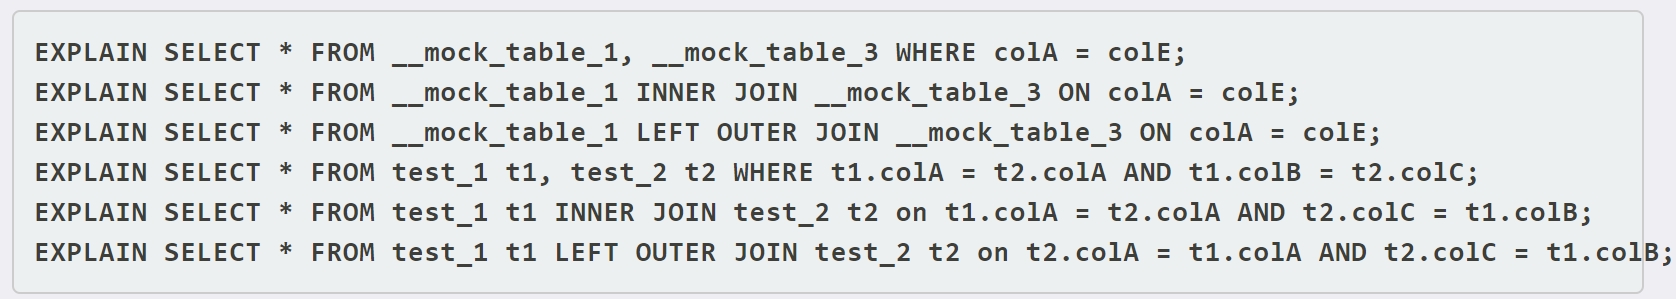 EXPLAIN SELECT * FROM __mock_table_1, __mock_table_3 WHERE colA = colE;
EXPLAIN SELECT * FROM __mock_table_1 INNER JOIN __mock_table_3 ON colA = colE;
EXPLAIN SELECT * FROM __mock_table_1 LEFT OUTER JOIN __mock_table_3 ON colA = colE;
EXPLAIN SELECT * FROM test_1 t1, test_2 t2 WHERE t1.colA = t2.colA AND t1.colB = t2.colC;
EXPLAIN SELECT * FROM test_1 t1 INNER JOIN test_2 t2 on t1.colA = t2.colA AND t2.colC = t1.colB;
EXPLAIN SELECT * FROM test_1 t1 LEFT OUTER JOIN test_2 t2 on t2.colA = t1.colA AND t2.colC = t1.colB;